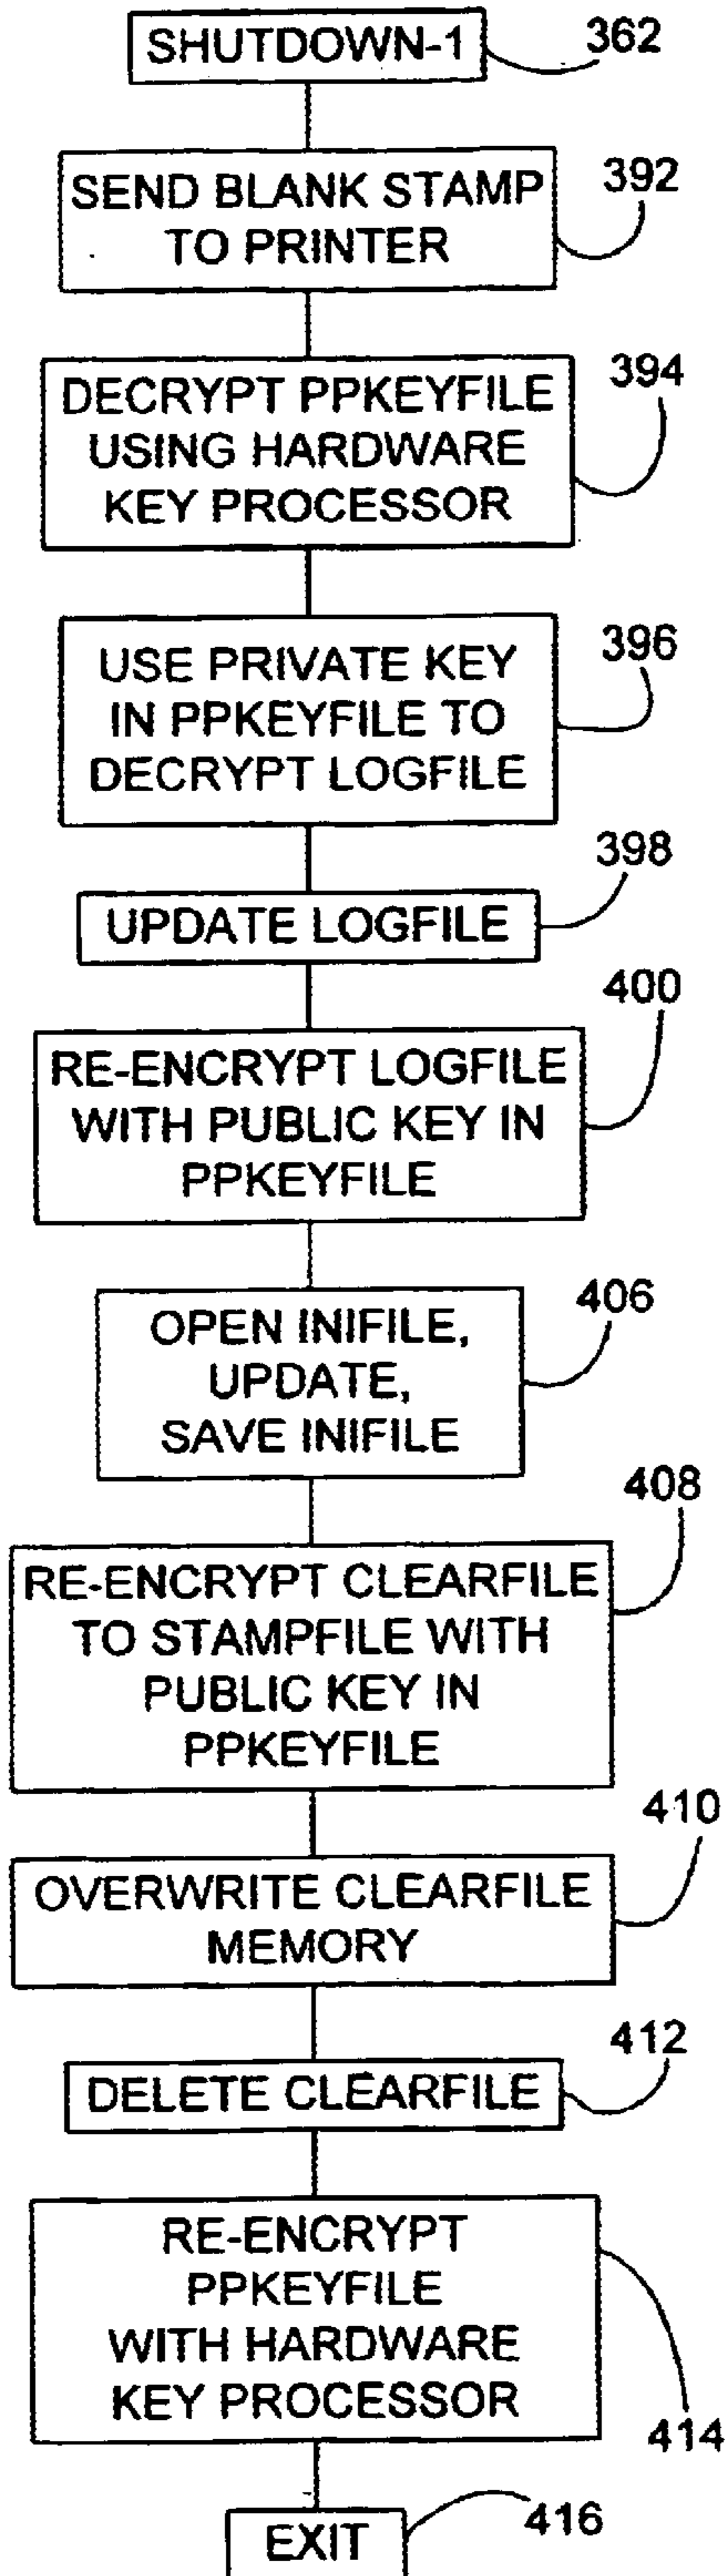 SHUTDOWN-1
362
SEND BLANK STAMP
TO PRINTER
392
DECRYPT PPKEYFILE
USING HARDWARE
KEY PROCESSOR
394
USE PRIVATE KEY
IN PPKEYFILE TO
DECRYPT LOGFILE
396
UPDATE LOGFILE
398
RE-ENCRYPT LOGFILE
WITH PUBLIC KEY IN
PPKEYFILE
400
OPEN INIFILE,
UPDATE,
SAVE INIFILE
406
RE-ENCRYPT CLEARFILE
TO STAMPFILE WITH
PUBLIC KEY IN
PPKEYFILE
408
OVERWRITE CLEARFILE
MEMORY
410
DELETE CLEARFILE
412
RE-ENCRYPT
PPKEYFILE
WITH HARDWARE
KEY PROCESSOR
414
EXIT
416